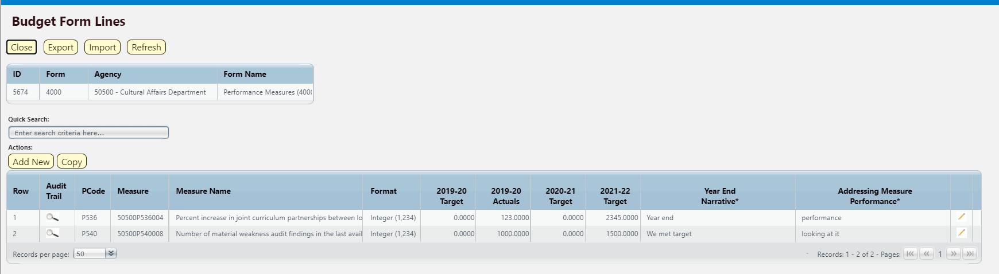 Budget Form Lines
Close Export Import Refresh
ID Form Agency Form Name
5674 4000 50500 - Cultural Affairs Department Performance Measures (400
Quick Search:
Enter search criteria here...
Actions:
Add New Copy
Row Audit Trail PCode Measure Measure Name Format 2019-20 Target 2019-20 Actuals 2020-21 Target 2021-22 Target Year End Narrative* Addressing Measure Performance*
1 P536 50500P536004 Percent increase in joint curriculum partnerships between lo Integer (1,234) 0.0000 123.0000 0.0000 2345.0000 Year end performance
2 P540 50500P540008 Number of material weakness audit findings in the last avail Integer (1,234) 0.0000 1000.0000 0.0000 1500.0000 We met target looking at it
Records per page: 50 - Records: 1 - 2 of 2 - Pages: 1